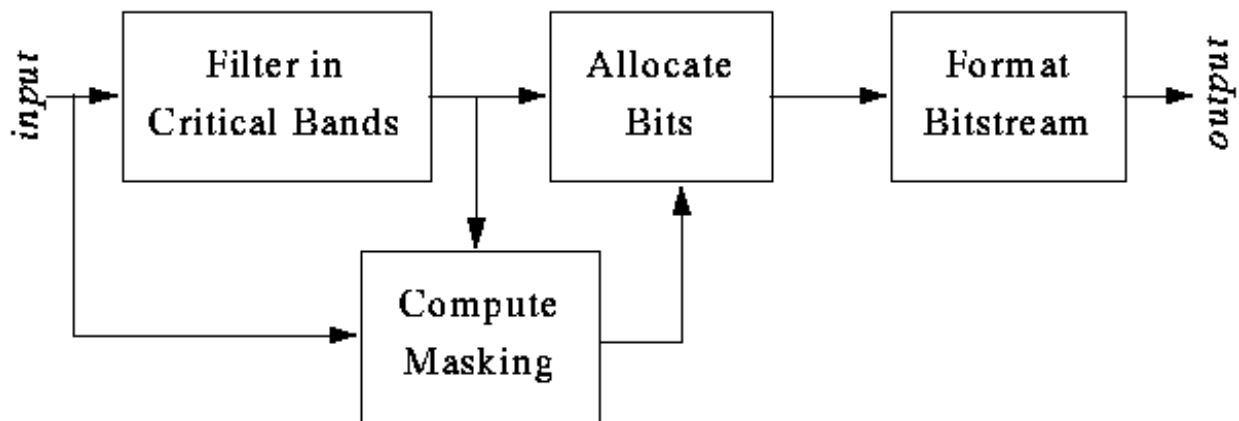 input
Filter in
Critical Bands
Allocate
Bits
Format
Bitstream
output
Compute
Masking